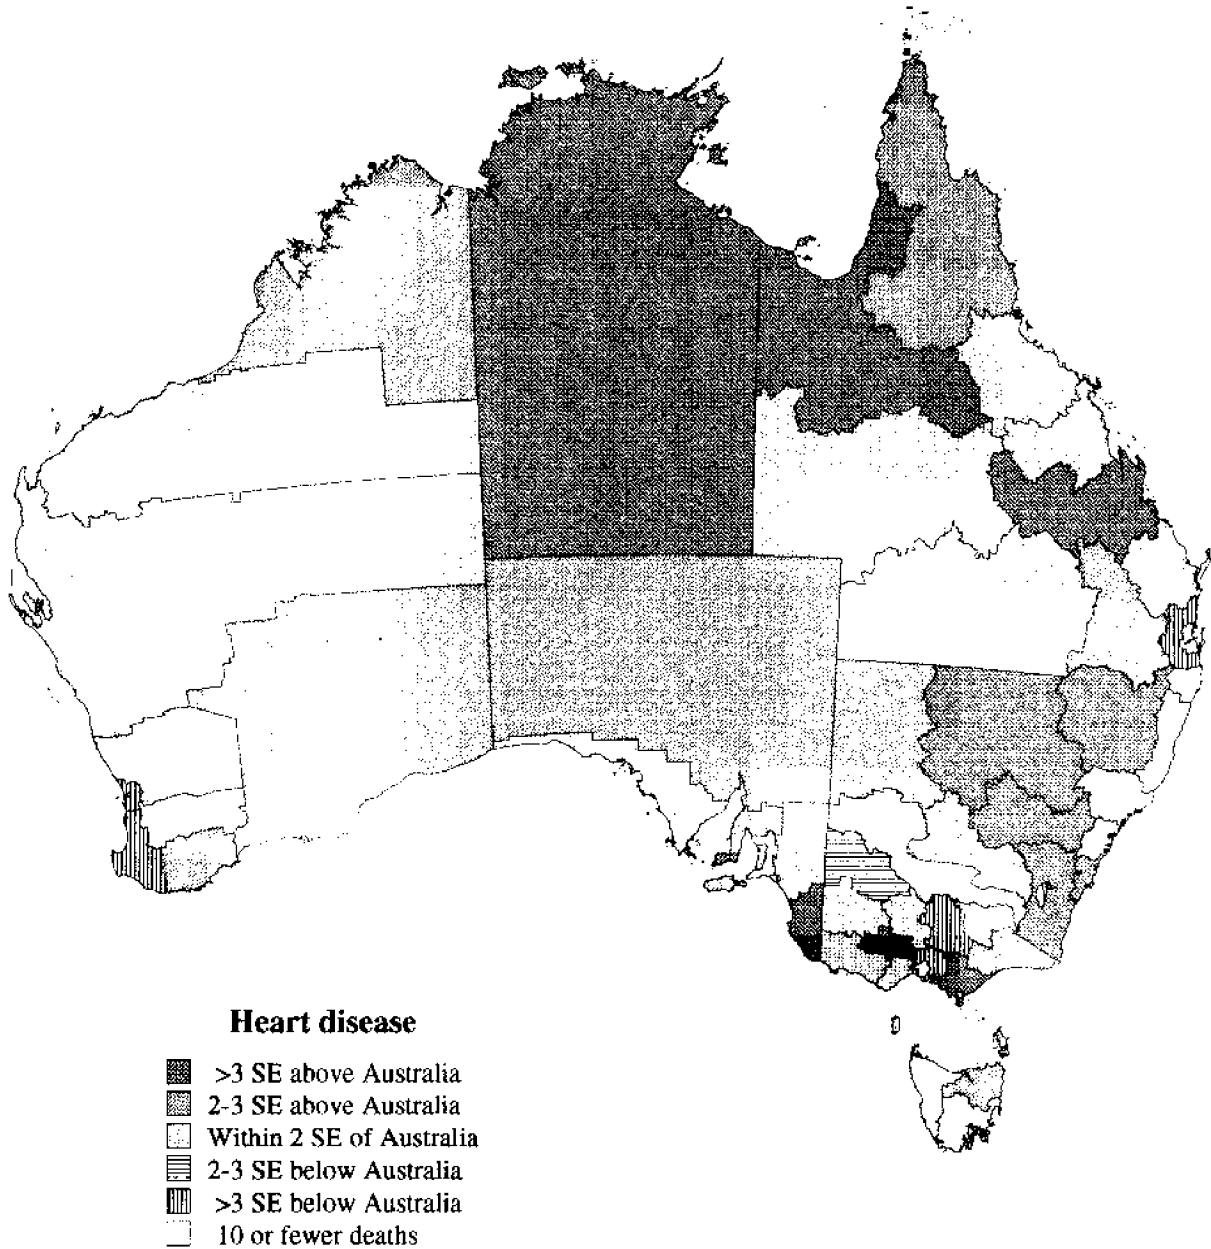 Heart disease
>3 SE above Australia
2-3 SE above Australia
Within 2 SE of Australia
2-3 SE below Australia
>3 SE below Australia
10 or fewer deaths